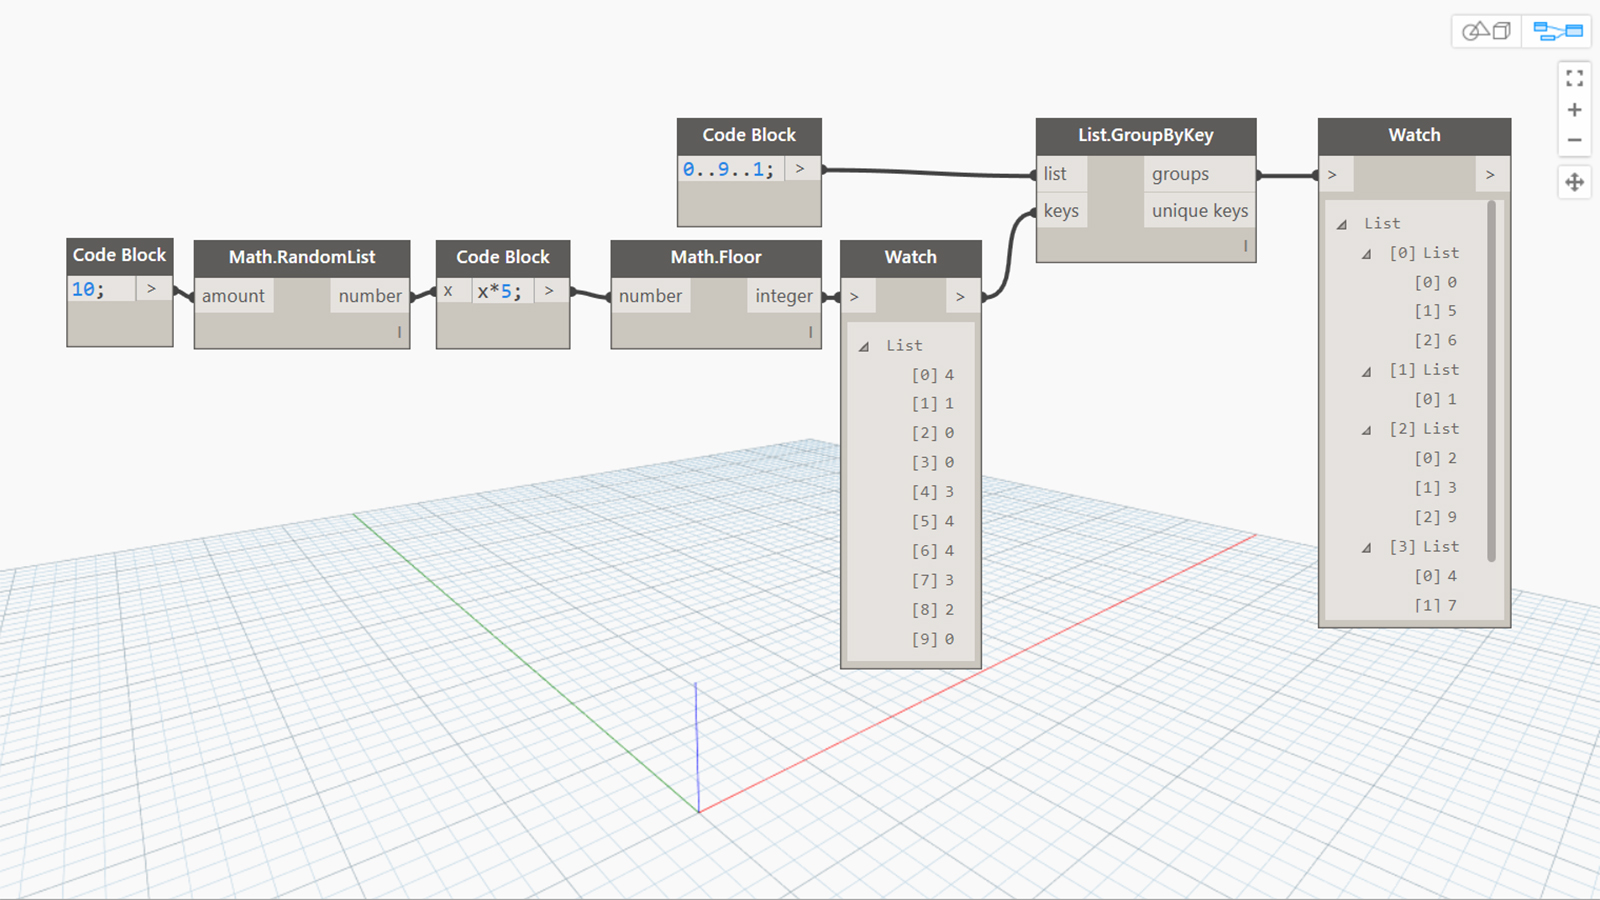 Code Block
0..9..1; >
List.GroupByKey
list groups
keys unique keys
l
Watch
> >
List
[0] List
[0] 0
[1] 5
[2] 6
[1] List
[0] 1
[2] List
[0] 2
[1] 3
[2] 9
[3] List
[0] 4
[1] 7
Code Block
10; >
Math.RandomList
amount number
l
Code Block
x x*5; >
Math.Floor
number integer
l
Watch
> >
List
[0] 4
[1] 1
[2] 0
[3] 0
[4] 3
[5] 4
[6] 4
[7] 3
[8] 2
[9] 0